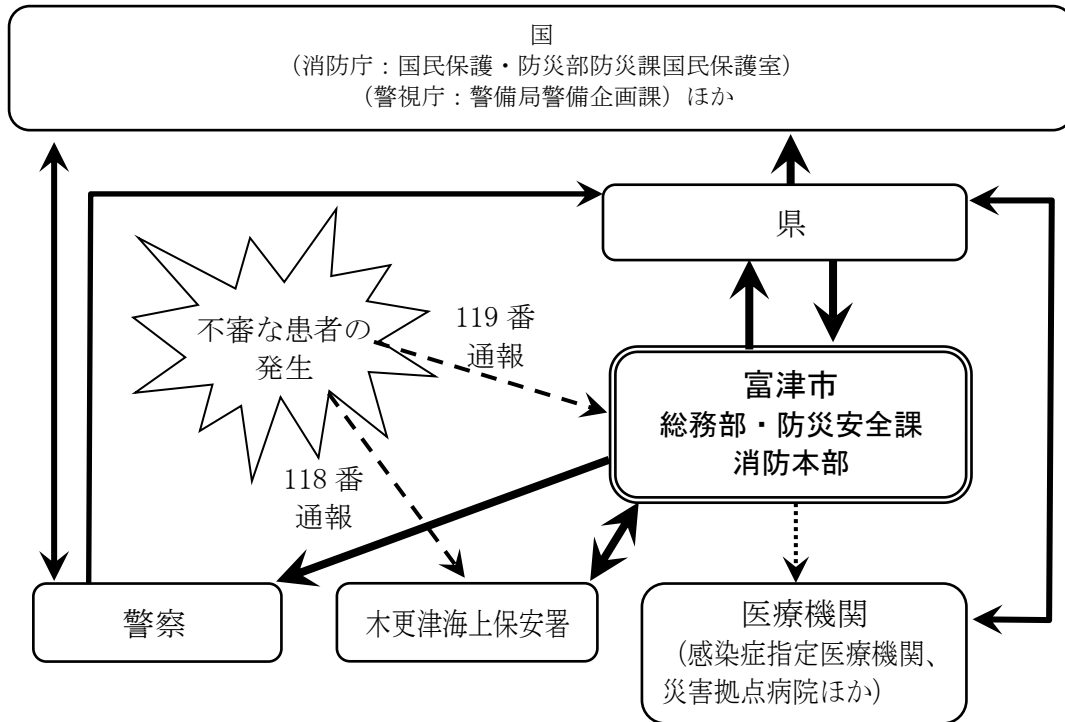 国
(消防庁：国民保護・防災部防災課国民保護室)
(警視庁：警備局警備企画課) ほか
県
不審な患者の
発生
119 番
通報
富津市
総務部・防災安全課
消防本部
118 番
通報
警察
木更津海上保安署
医療機関
(感染症指定医療機関、
災害拠点病院ほか)